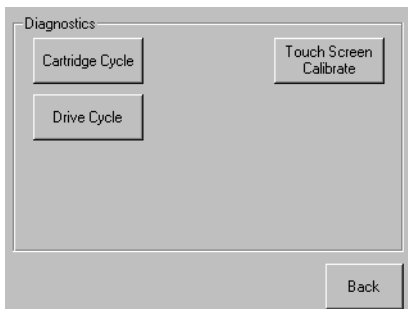 Diagnostics
Cartridge Cycle
Touch Screen
Calibrate
Drive Cycle
Back